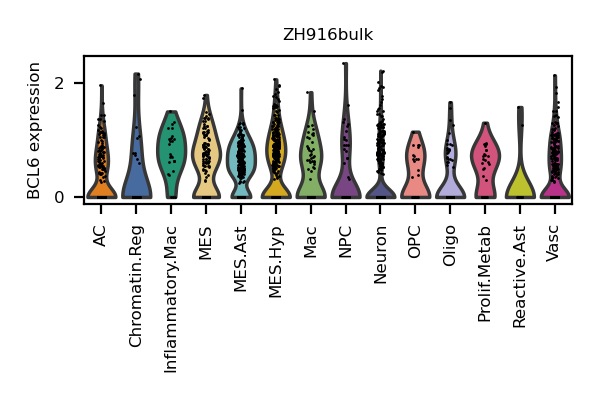 ZH916bulk
BCL6 expression
2
0
AC
Chromatin.Reg
Inflammatory.Mac
MES
MES.Ast
MES.Hyp
Mac
NPC
Neuron
OPC
Oligo
Prolif.Metab
Reactive.Ast
Vasc